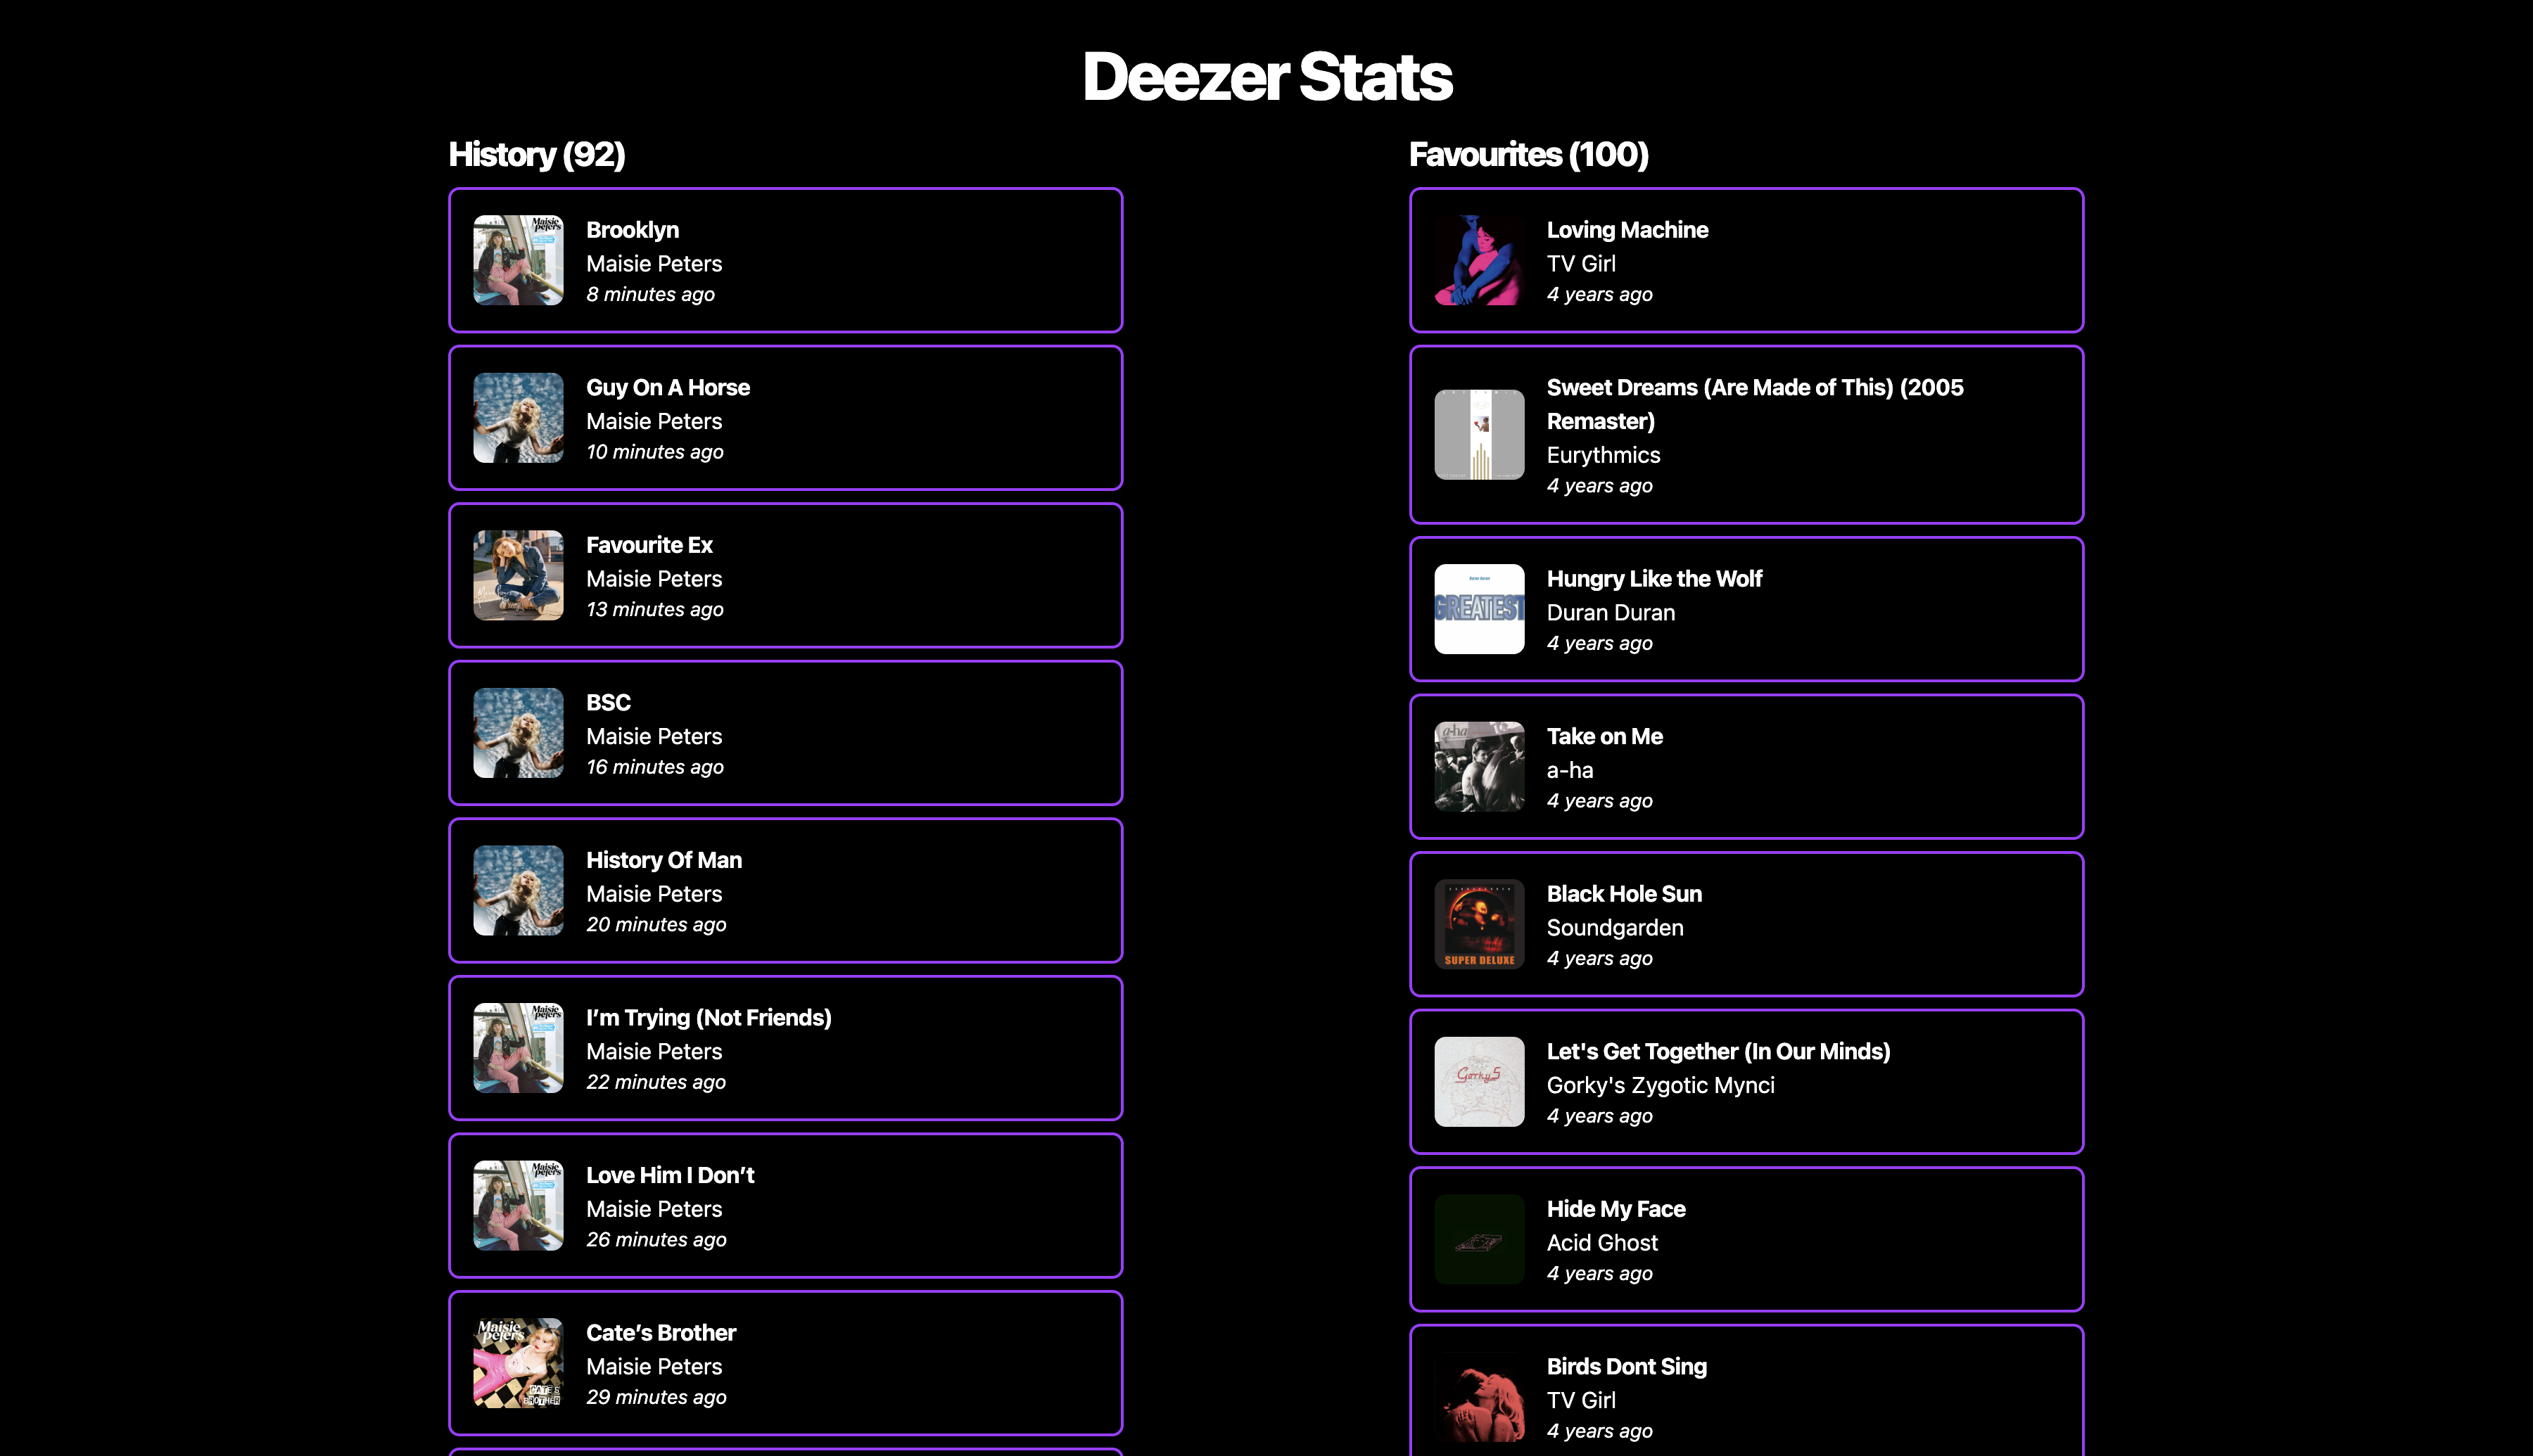 Deezer Stats
History (92)
Brooklyn
Maisie Peters
8 minutes ago
Guy On A Horse
Maisie Peters
10 minutes ago
Favourite Ex
Maisie Peters
13 minutes ago
BSC
Maisie Peters
16 minutes ago
History Of Man
Maisie Peters
20 minutes ago
I’m Trying (Not Friends)
Maisie Peters
22 minutes ago
Love Him I Don’t
Maisie Peters
26 minutes ago
Cate’s Brother
Maisie Peters
29 minutes ago
Favourites (100)
Loving Machine
TV Girl
4 years ago
Sweet Dreams (Are Made of This) (2005
Remaster)
Eurythmics
4 years ago
GREATEST
Hungry Like the Wolf
Duran Duran
4 years ago
a-ha
Take on Me
a-ha
4 years ago
SUPER DELUXE
Black Hole Sun
Soundgarden
4 years ago
Gorky 5
Let's Get Together (In Our Minds)
Gorky's Zygotic Mynci
4 years ago
Hide My Face
Acid Ghost
4 years ago
Birds Dont Sing
TV Girl
4 years ago